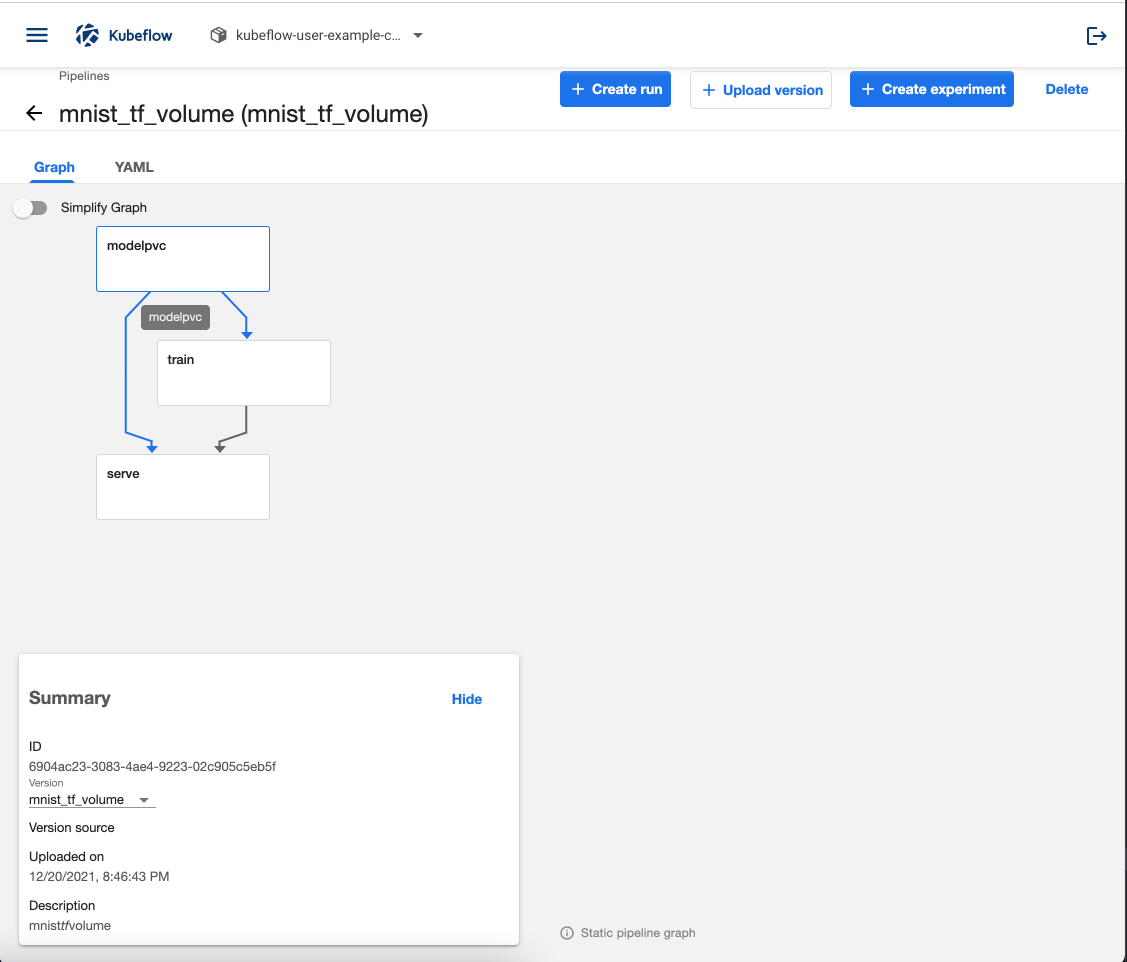 Kubeflow
kubeflow-user-example-c...
Pipelines
mnist_tf_volume (mnist_tf_volume)
+ Create run
+ Upload version
+ Create experiment
Delete
Graph
YAML
Simplify Graph
modelpvc
modelpvc
train
serve
Summary
Hide
ID
6904ac23-3083-4ae4-9223-02c905c5eb5f
Version
mnist_tf_volume
Version source
Uploaded on
12/20/2021, 8:46:43 PM
Description
mnisttfvolume
Static pipeline graph